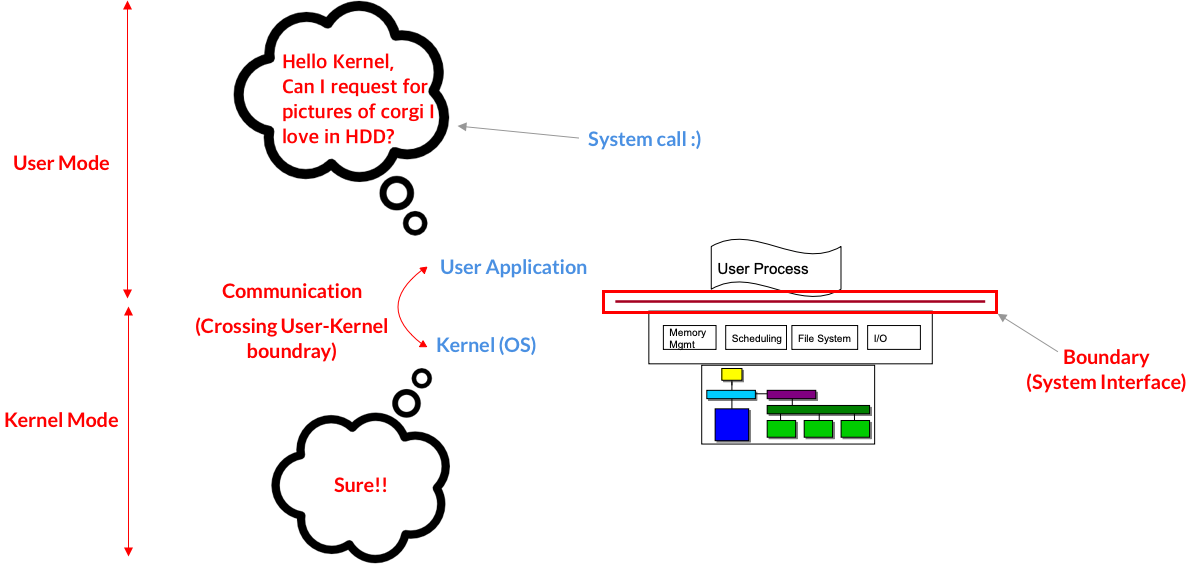 Hello Kernel,
Can I request for
pictures of corgi I
love in HDD?
System call :)
User Mode
User Application
Communication
(Crossing User-Kernel
boundray)
Kernel (OS)
Kernel Mode
Sure!!
User Process
Memory
Mgmt
Scheduling
File System
I/O
Boundary
(System Interface)